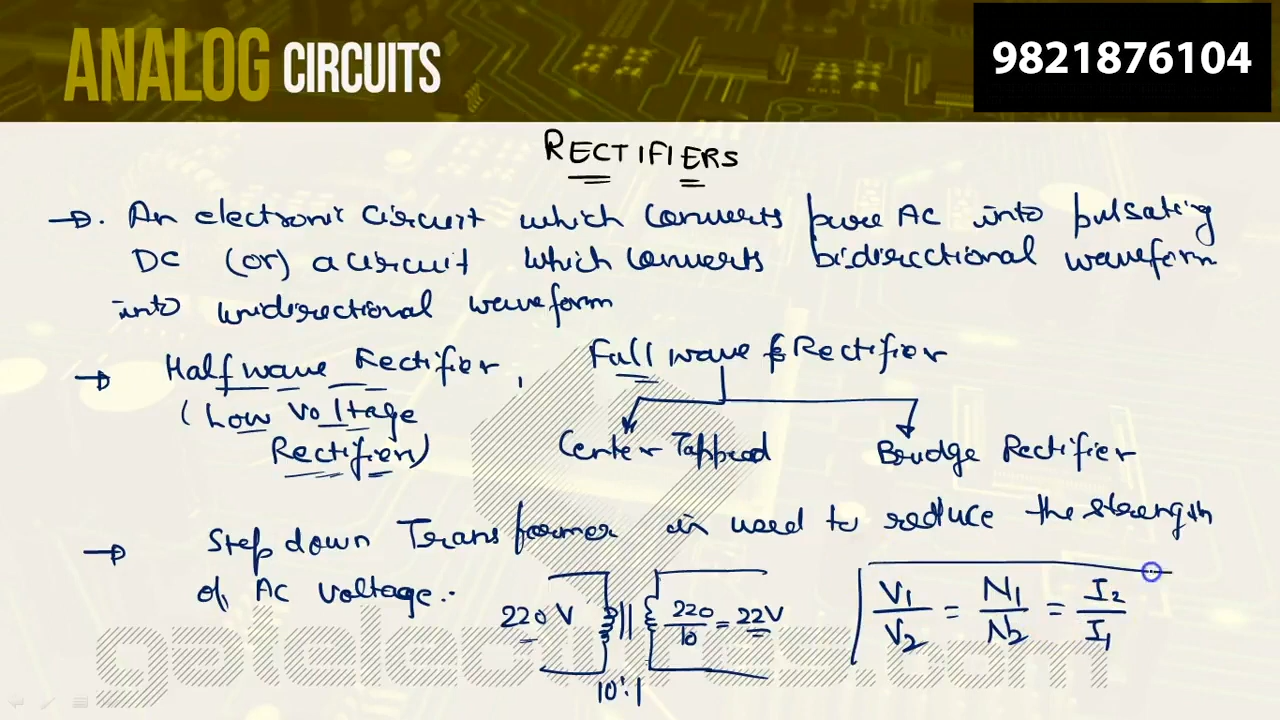 ANALOG CIRCUITS
9821876104
RECTIFIERS
→ . An electronic circuit which converts pure AC into pulsating
DC (or) a circuit which converts bidirectional waveform
into unidirectional waveform
→ Half wave Rectifier, Full wave Rectifier
(Low Voltage
Rectifier)
Center Tapped Bridge Rectifier
→ Step down Transformer is used to reduce the strength
of AC voltage..
220 V 220/10 = 22V
10:1
V1/V2 = N1/N2 = I2/I1
gatelectures.com